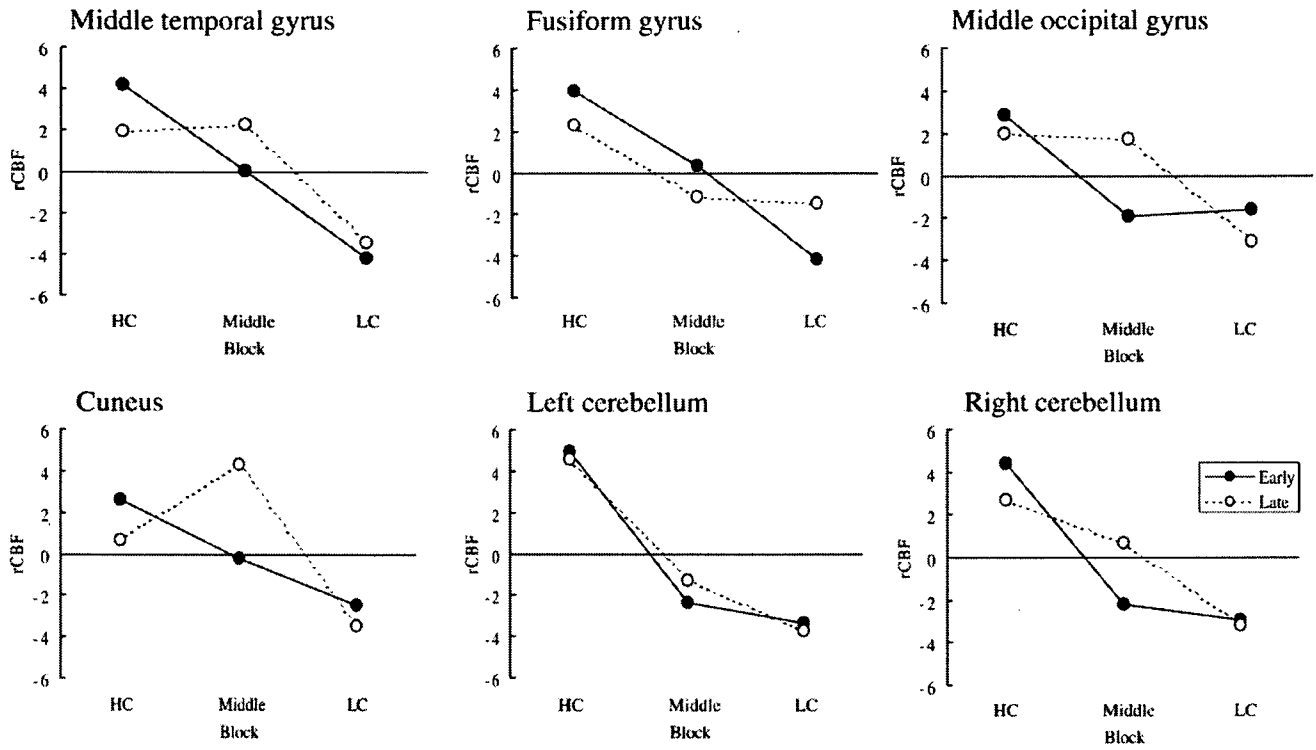 Middle temporal gyrus
6
4
2
0
-2
-4
-6
rCBF
HC
Middle
LC
Block
Fusiform gyrus
6
4
2
0
-2
-4
-6
rCBF
HC
Middle
LC
Block
Middle occipital gyrus
6
4
2
0
-2
-4
-6
rCBF
HC
Middle
LC
Block
Cuneus
6
4
2
0
-2
-4
-6
rCBF
HC
Middle
LC
Block
Left cerebellum
6
4
2
0
-2
-4
-6
rCBF
HC
Middle
LC
Block
Right cerebellum
6
4
2
0
-2
-4
-6
rCBF
HC
Middle
LC
Block
Early
Late